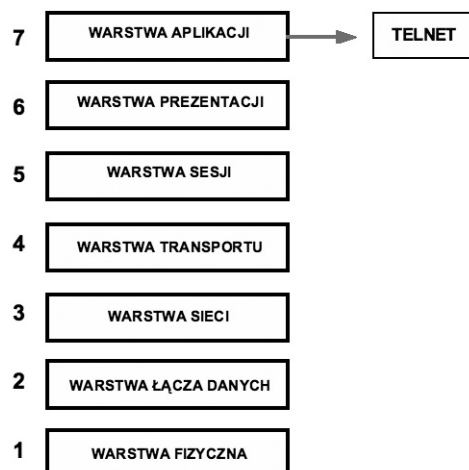 7 WARSTWA APLIKACJI TELNET
6 WARSTWA PREZENTACJI
5 WARSTWA SESJI
4 WARSTWA TRANSPORTU
3 WARSTWA SIECI
2 WARSTWA ŁĄCZA DANYCH
1 WARSTWA FIZYCZNA